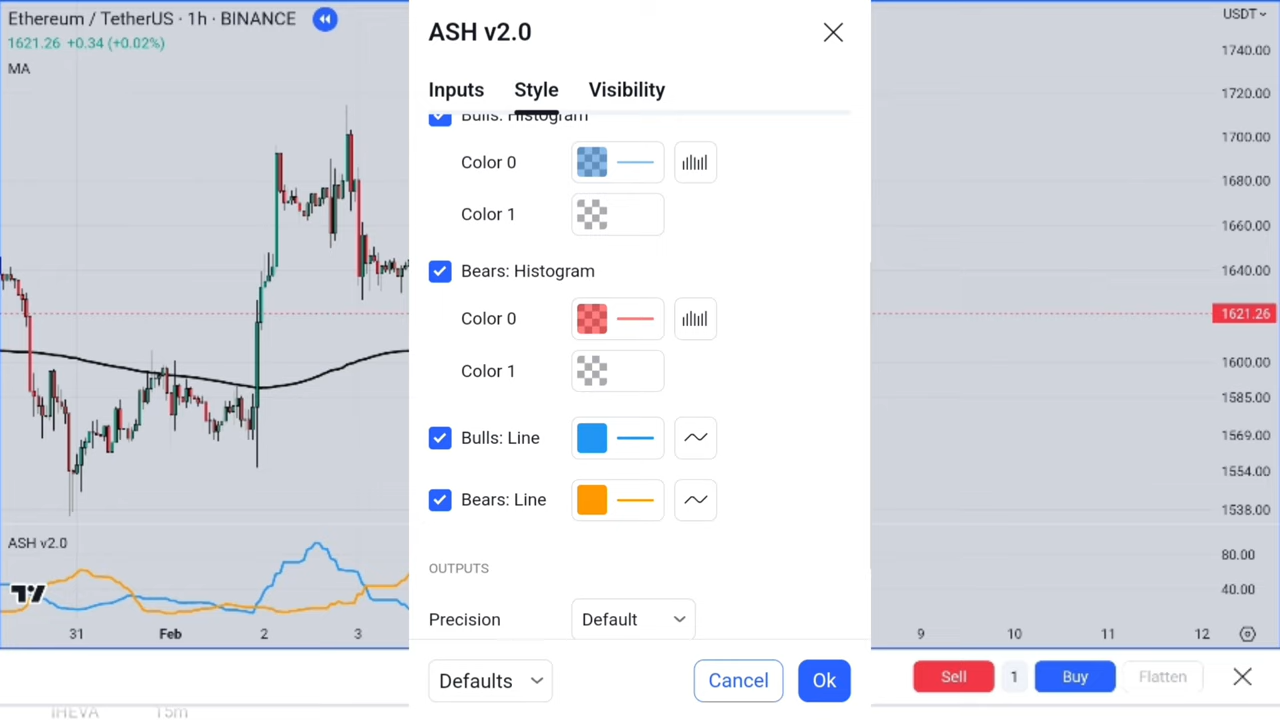 Ethereum / TetherUS · 1h · BINANCE
1621.26 +0.34 (+0.02%)
MA
ASH v2.0
Inputs Style Visibility
Bulls: Histogram
Color 0
Color 1
Bears: Histogram
Color 0
Color 1
Bulls: Line
Bears: Line
OUTPUTS
Precision Default
Defaults Cancel Ok
USDT
1740.00
1720.00
1700.00
1680.00
1660.00
1640.00
1621.26
1600.00
1585.00
1569.00
1554.00
1538.00
ASH v2.0
80.00
40.00
31 Feb 2 3 9 10 11 12
Sell 1 Buy Flatten
IHEVA 15m